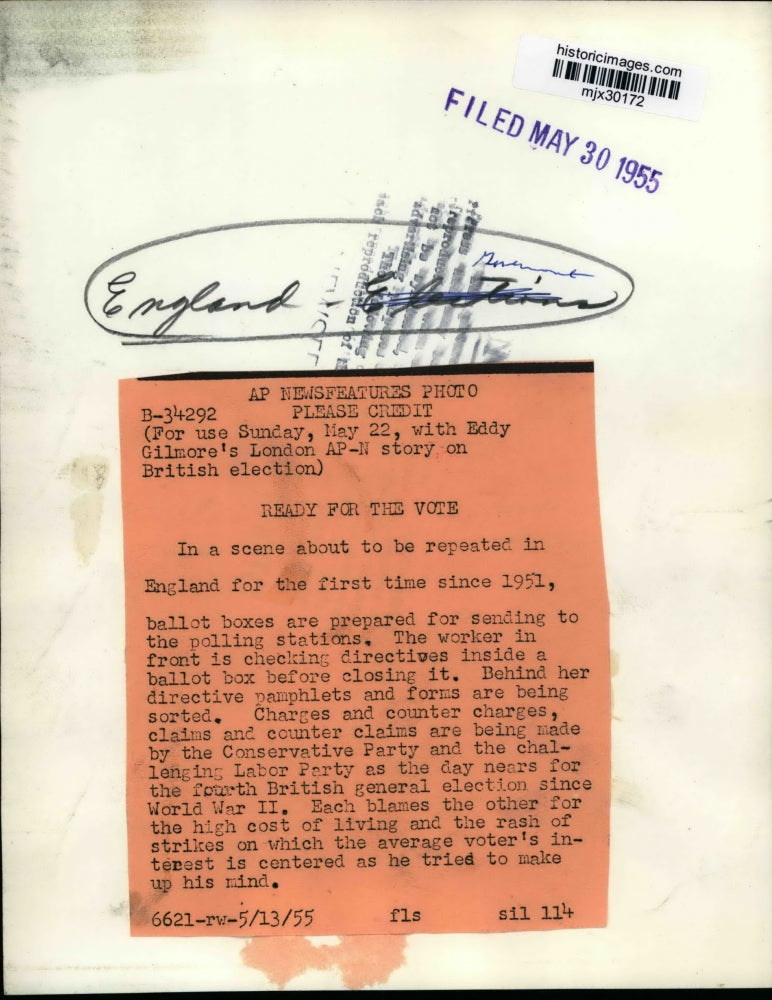 historicimages.com
mjx30172
FILED MAY 30 1955
Government
England - Elections
AP NEWSFEATURES PHOTO
B-34292 PLEASE CREDIT
(For use Sunday, May 22, with Eddy
Gilmore's London AP-N story on
British election)
READY FOR THE VOTE
In a scene about to be repeated in
England for the first time since 1951,
ballot boxes are prepared for sending to
the polling stations. The worker in
front is checking directives inside a
ballot box before closing it. Behind her
directive pamphlets and forms are being
sorted. Charges and counter charges,
claims and counter claims are being made
by the Conservative Party and the chal-
lenging Labor Party as the day nears for
the fourth British general election since
World War II. Each blames the other for
the high cost of living and the rash of
strikes on which the average voter's in-
terest is centered as he tried to make
up his mind.
6621-rw-5/13/55 fls sil 114